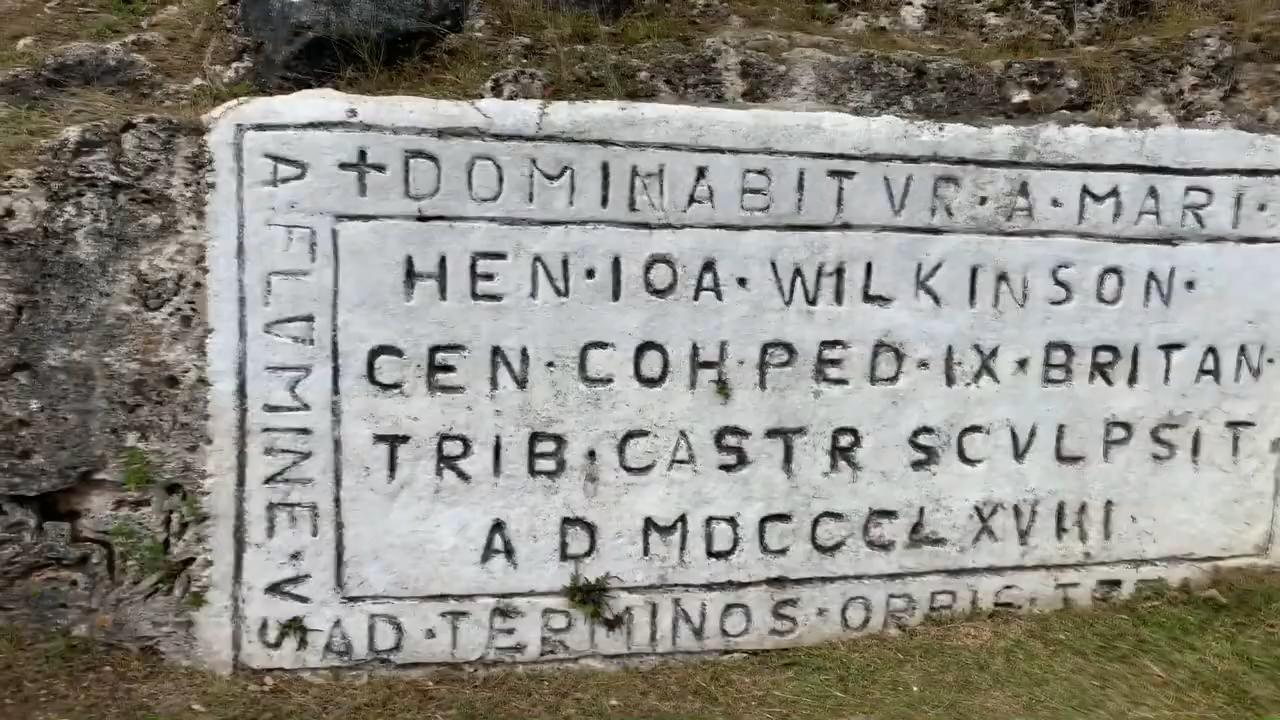 +DOMINABITVR·A·MARI·
HEN·IOA·WILKINSON·
CEN·COH·PED·IX·BRITAN·
TRIB·CASTR SCVLPSIT
A D MDCCCLXVIII
A FLVMINE·VS
AD·TERMINOS·ORBIS